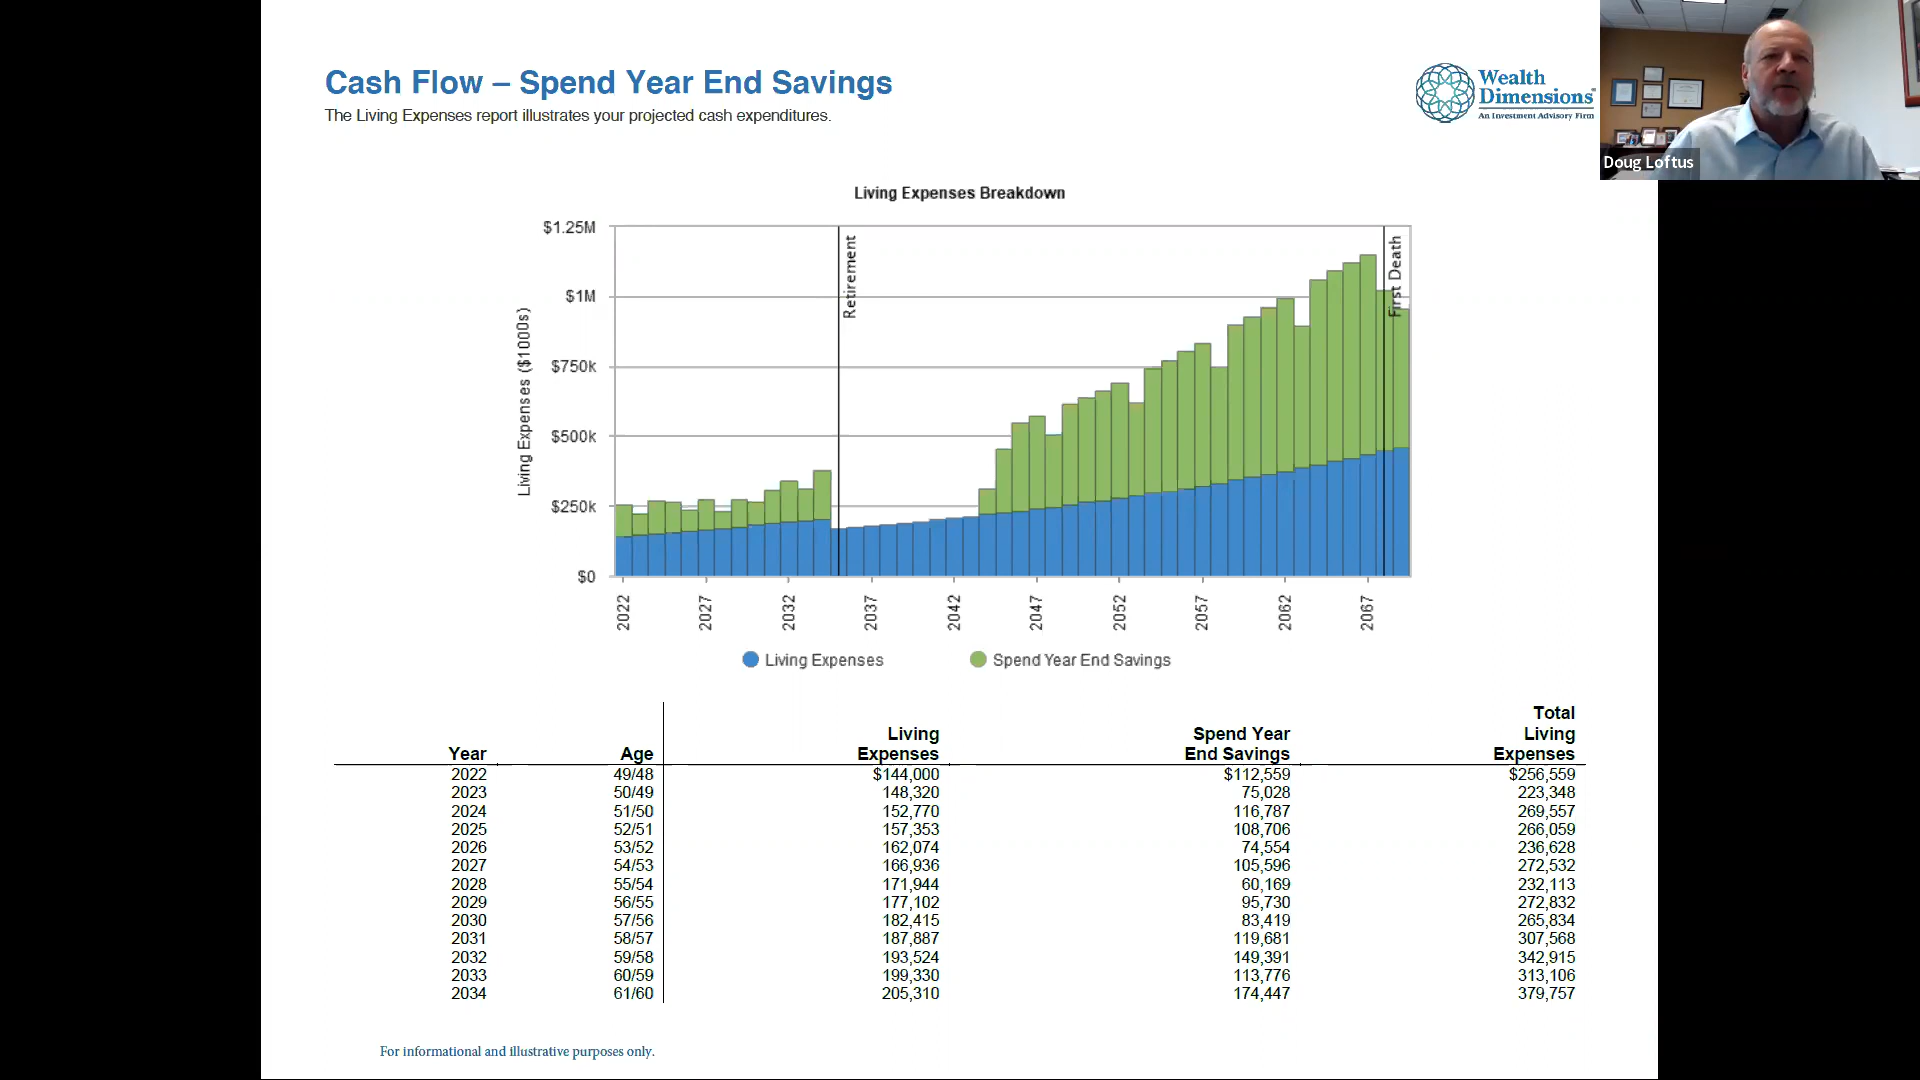 Cash Flow – Spend Year End Savings
The Living Expenses report illustrates your projected cash expenditures.
Wealth
Dimensions®
An Investment Advisory Firm
Doug Loftus
Living Expenses Breakdown
Living Expenses ($1000s)
$1.25M
$1M
$750k
$500k
$250k
$0
Retirement
First Death
2022 2027 2032 2037 2042 2047 2052 2057 2062 2067
Living Expenses Spend Year End Savings
Year Age Living Expenses Spend Year End Savings Total Living Expenses
2022 49/48 $144,000 $112,559 $256,559
2023 50/49 148,320 75,028 223,348
2024 51/50 152,770 116,787 269,557
2025 52/51 157,353 108,706 266,059
2026 53/52 162,074 74,554 236,628
2027 54/53 166,936 105,596 272,532
2028 55/54 171,944 60,169 232,113
2029 56/55 177,102 95,730 272,832
2030 57/56 182,415 83,419 265,834
2031 58/57 187,887 119,681 307,568
2032 59/58 193,524 149,391 342,915
2033 60/59 199,330 113,776 313,106
2034 61/60 205,310 174,447 379,757
For informational and illustrative purposes only.